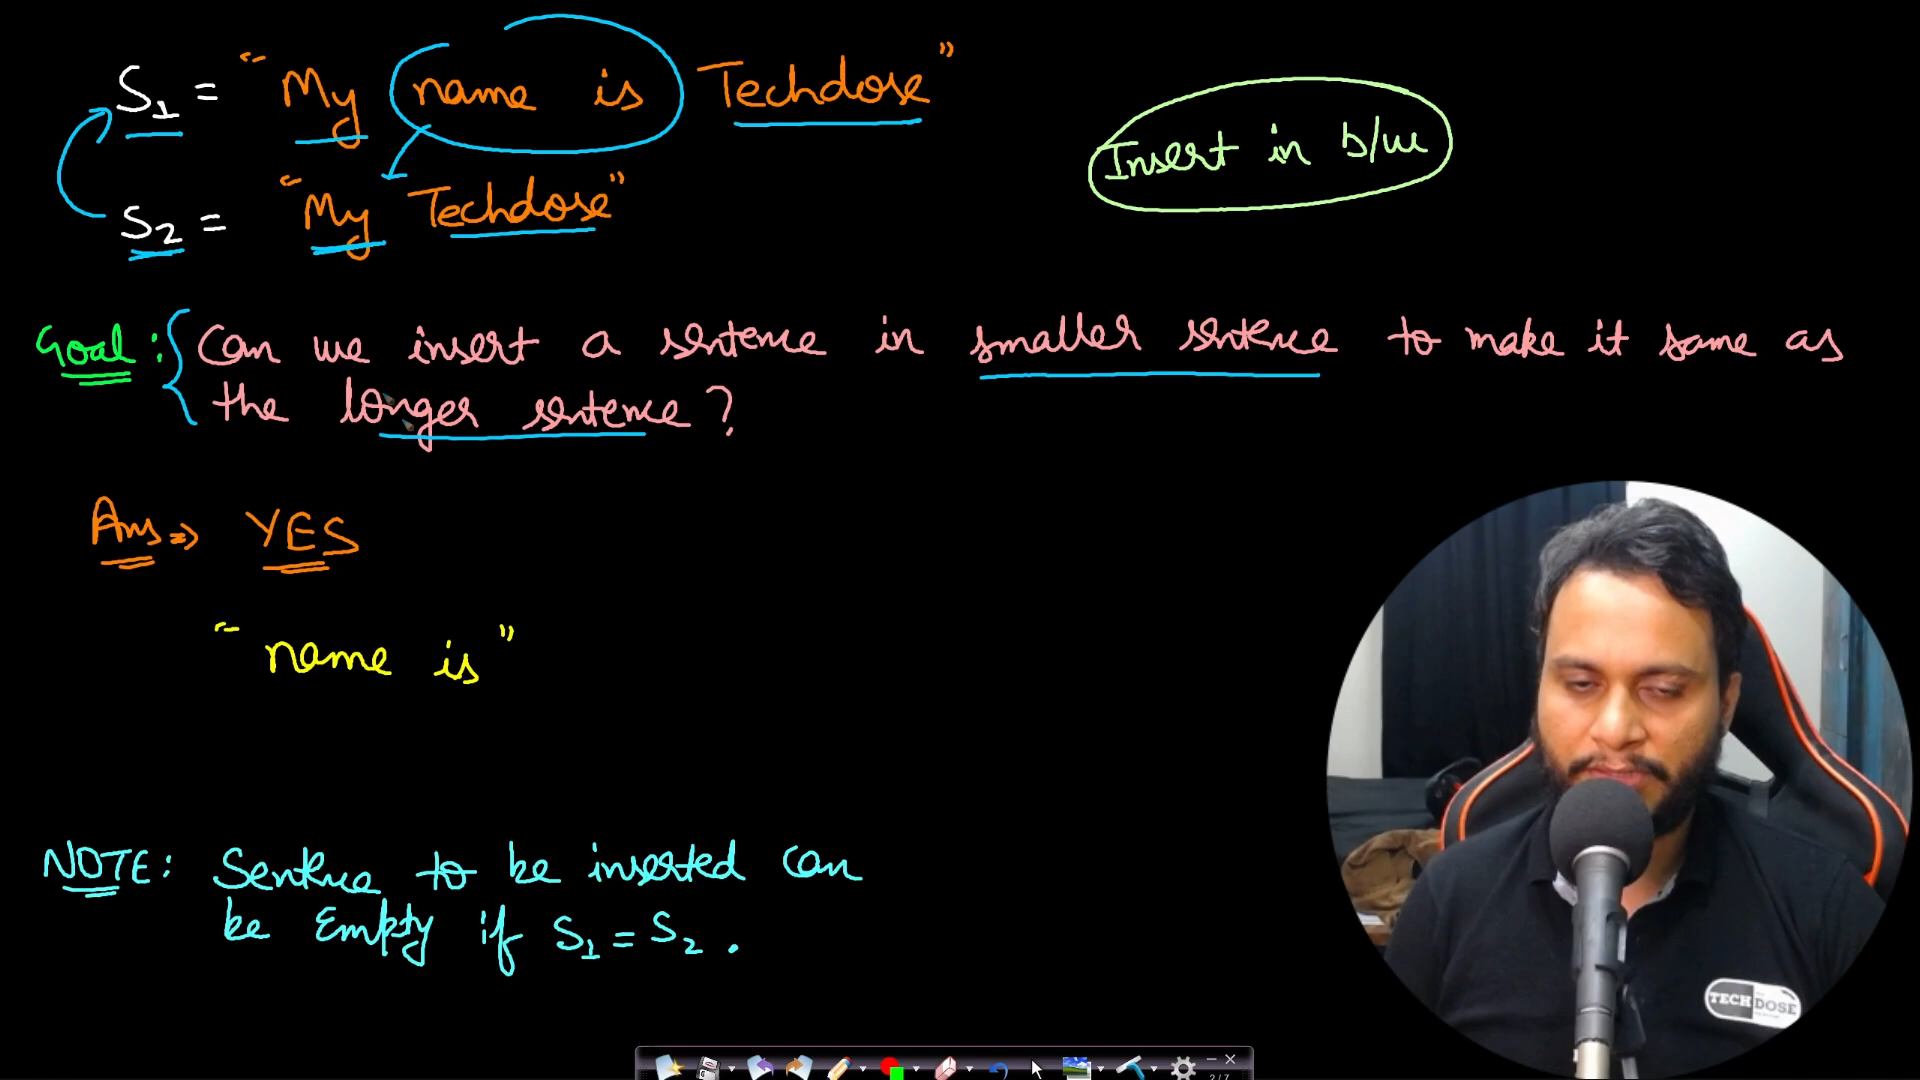 S1 = "My name is Techdose"
Insert in b/w
S2 = "My Techdose"
Goal: Can we insert a sentence in smaller sentence to make it same as
the longer sentence?
Ans => YES
"name is"
NOTE: Sentence to be inserted can
be Empty if S1 = S2.
TECH DOSE
2/7